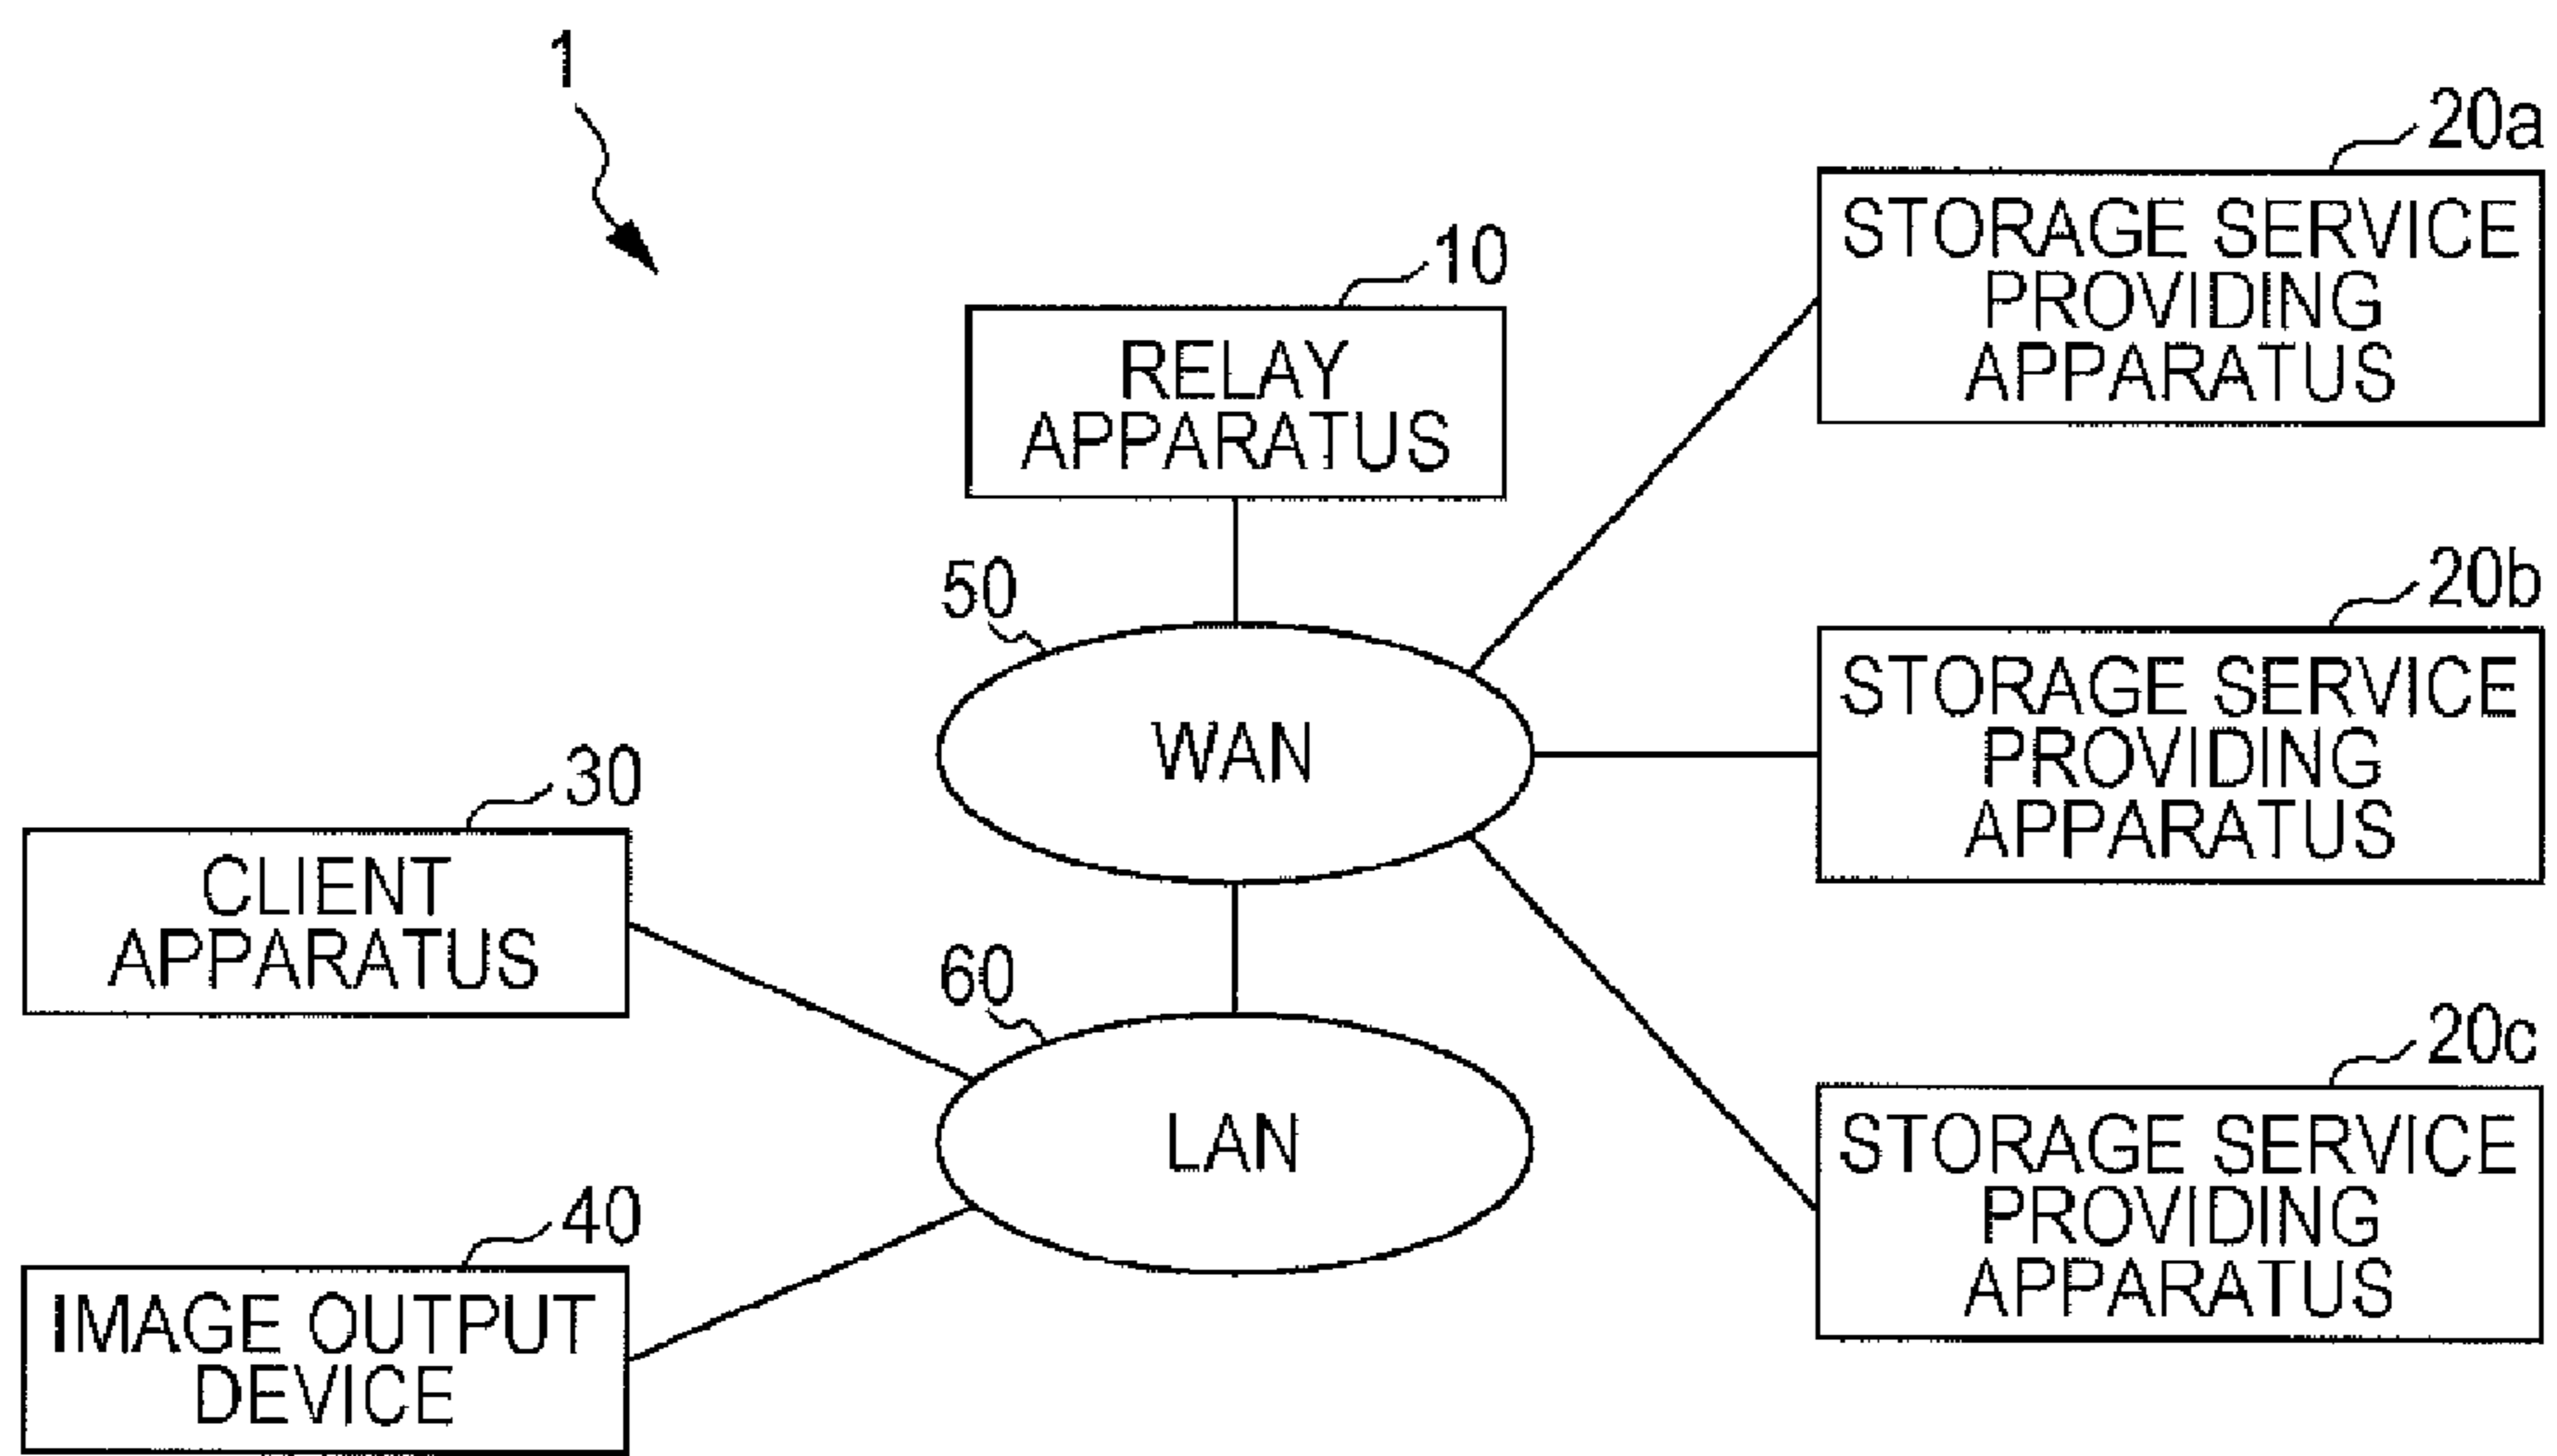 1
20a
STORAGE SERVICE
PROVIDING
APPARATUS
10
RELAY
APPARATUS
50
WAN
20b
STORAGE SERVICE
PROVIDING
APPARATUS
30
CLIENT
APPARATUS
60
LAN
20c
STORAGE SERVICE
PROVIDING
APPARATUS
40
IMAGE OUTPUT
DEVICE